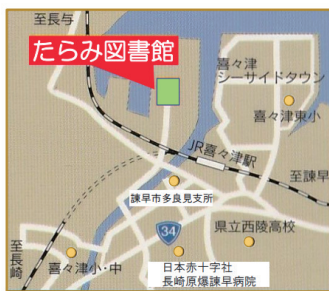 至長与
たらみ図書館
喜々津
シーサイドタウン
喜々津東小
JR喜々津駅
至諫早
諫早市多良見支所
34
県立西陵高校
至長崎
喜々津小・中
日本赤十字社
長崎原爆諫早病院